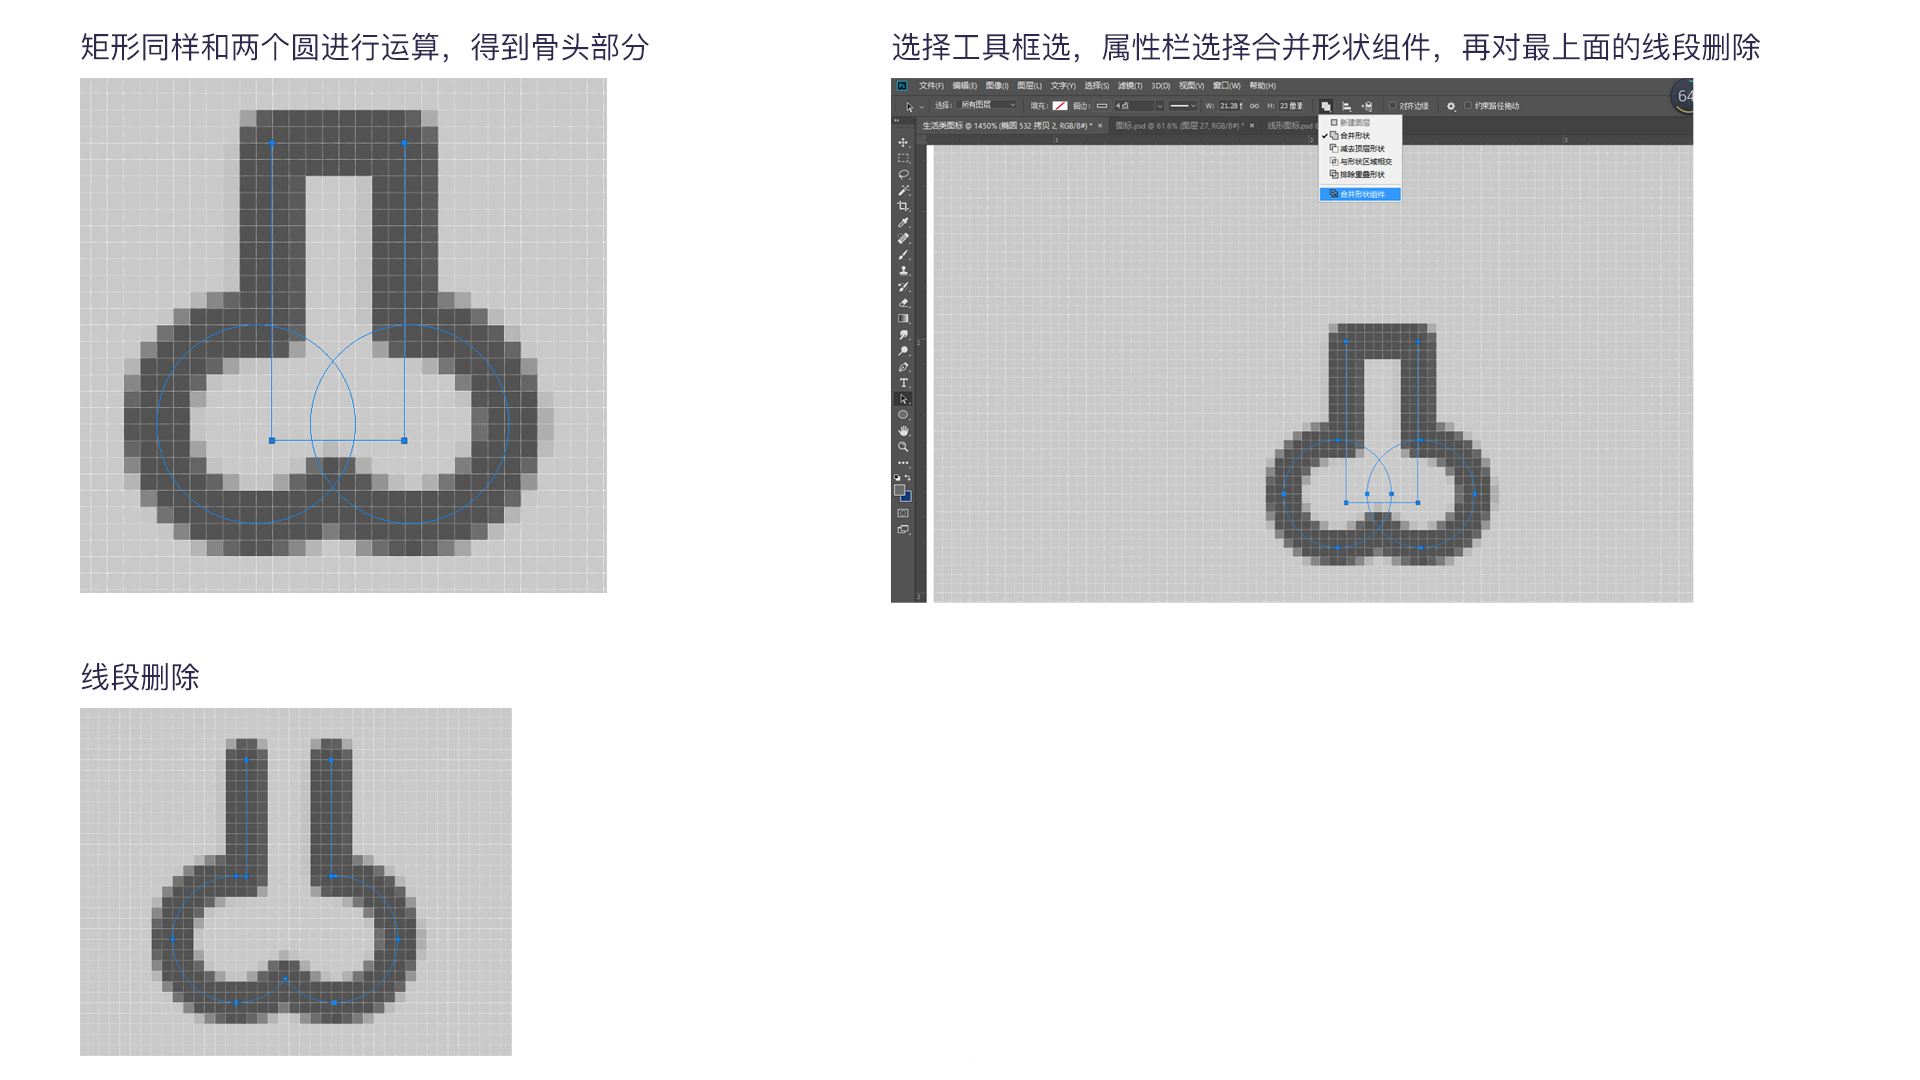 矩形同样和两个圆进行运算，得到骨头部分
选择工具框选，属性栏选择合并形状组件，再对最上面的线段删除
文件(F) 编辑(E) 图像(I) 图层(L) 文字(Y) 选择(S) 滤镜(T) 3D(D) 视图(V) 窗口(W) 帮助(H)
64
选择: 所有图层 填充: 描边: 4点 W: 21.28 H: 23 像素 对齐边缘 约束路径拖动
生活类图标 @ 1450% (椭圆 532 拷贝 2, RGB/8#) * × 图标.psd @ 61.6% (图层 27, RGB/8#) * × 线形图标.psd
新建图层
合并形状
减去顶层形状
与形状区域相交
排除重叠形状
合并形状组件
线段删除